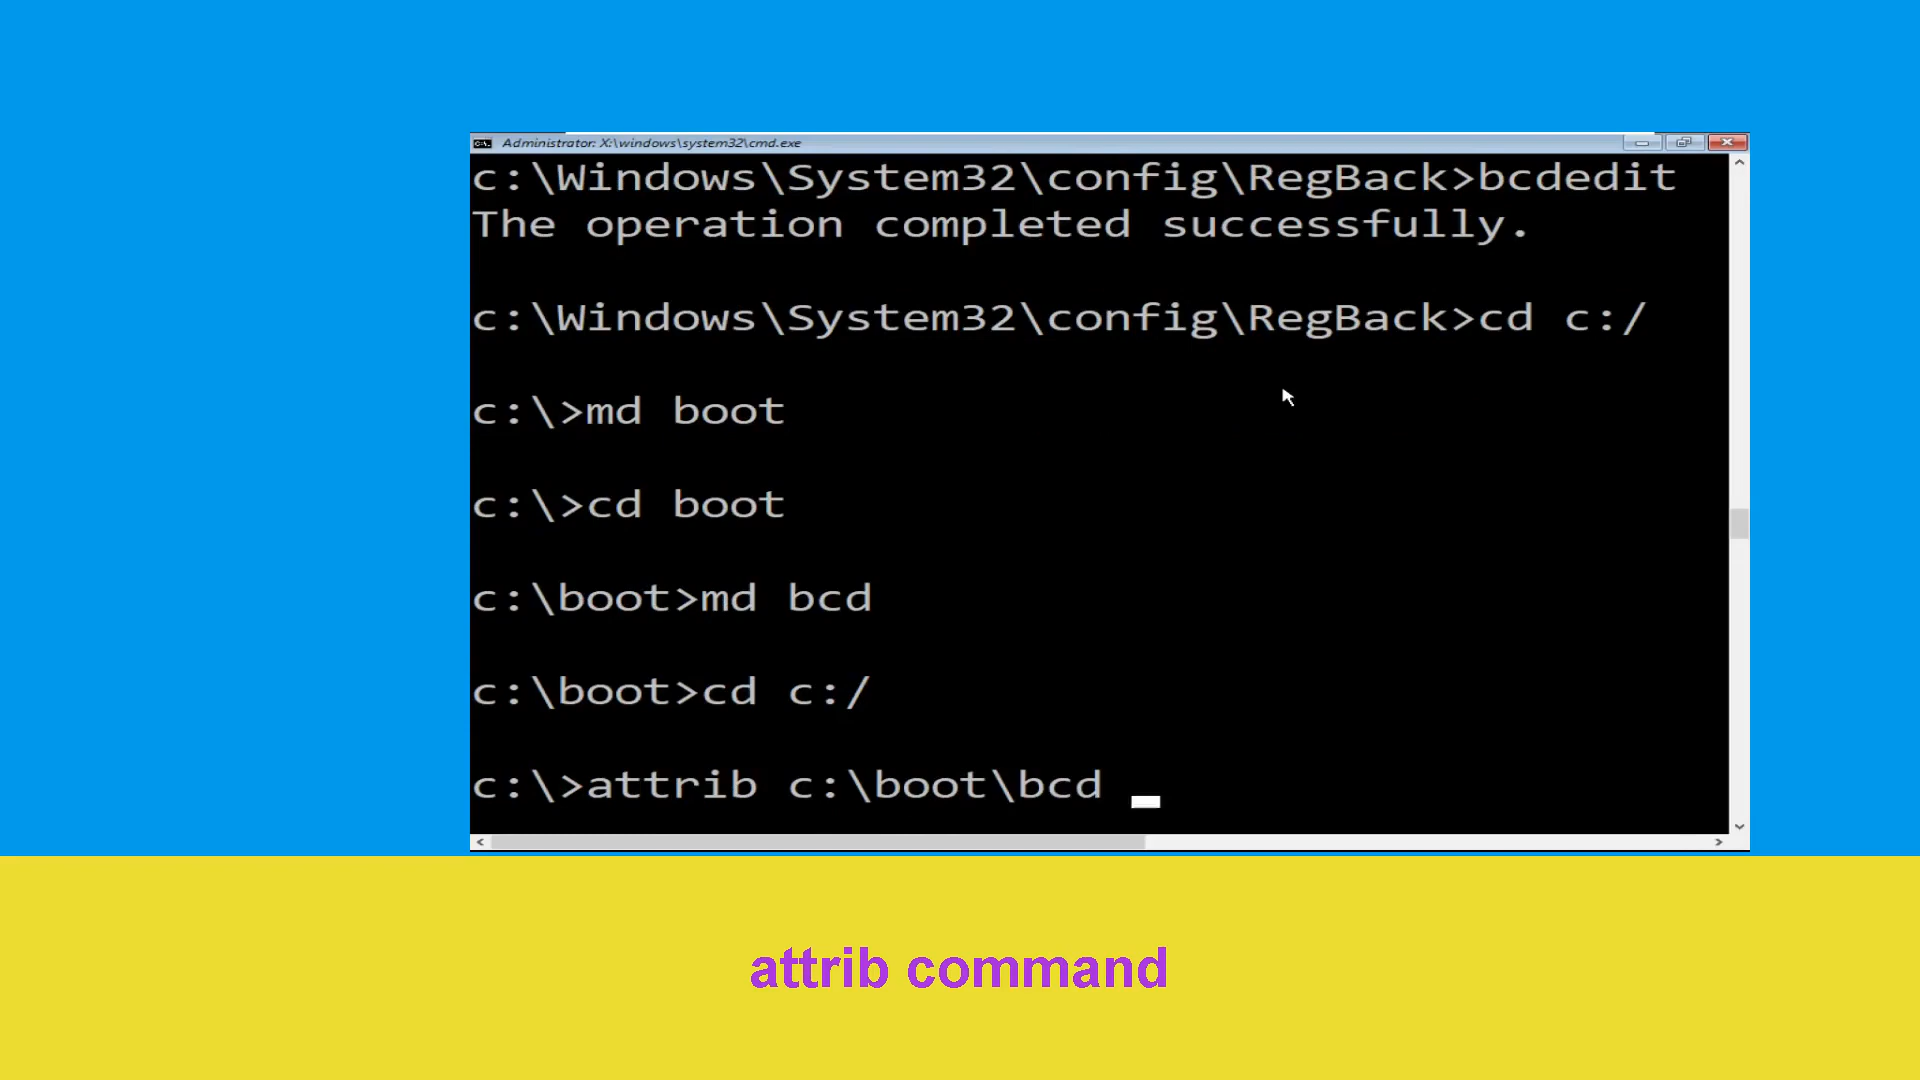 Administrator: X:\windows\system32\cmd.exe
c:\Windows\System32\config\RegBack>bcdedit
The operation completed successfully.
c:\Windows\System32\config\RegBack>cd c:/
c:\>md boot
c:\>cd boot
c:\boot>md bcd
c:\boot>cd c:/
c:\>attrib c:\boot\bcd
attrib command